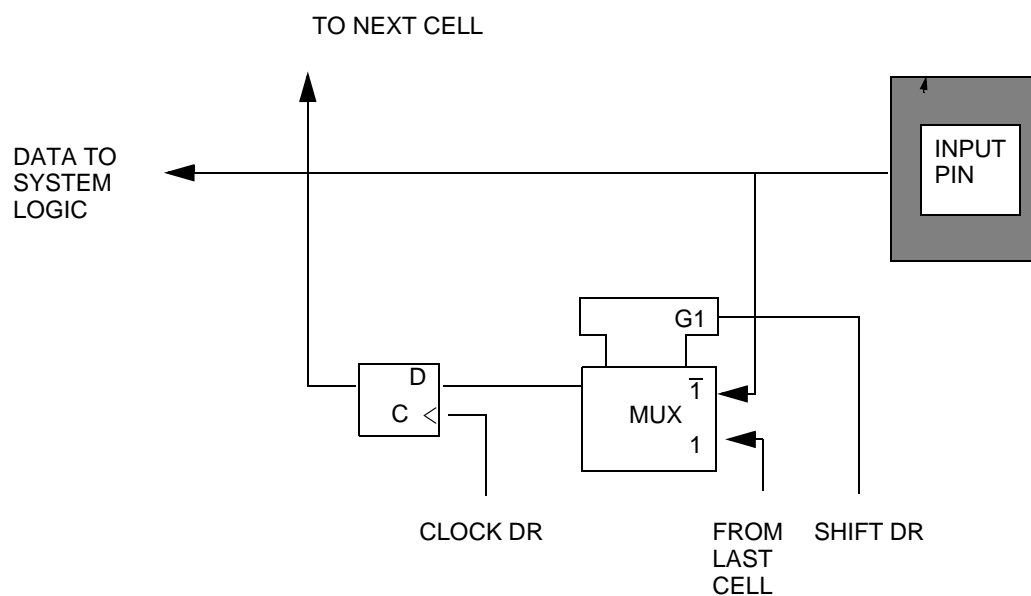 TO NEXT CELL
DATA TO
SYSTEM
LOGIC
INPUT
PIN
G1
D
C
MUX
1̅
1
CLOCK DR
FROM
LAST
CELL
SHIFT DR